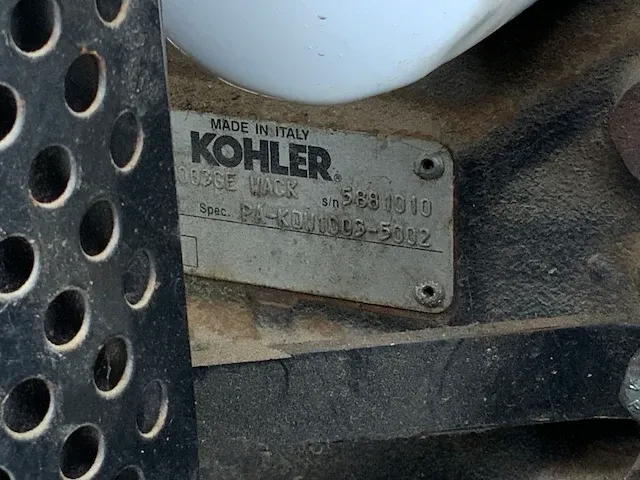 MADE IN ITALY
KOHLER®
003GE WACK s/n 5881010
Spec. PA-KDW1003-5002